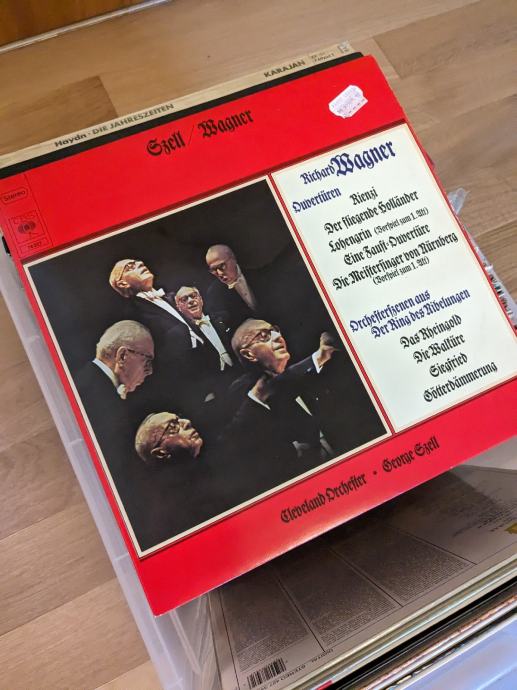 Haydn · DIE JAHRESZEITEN
KARAJAN
Szell / Wagner
Stereo
CBS
Richard Wagner
Ouvertüren
Rienzi
Der fliegende Holländer
Lohengrin (Vorspiel zum 1. Akt)
Eine Faust-Ouvertüre
Die Meistersinger von Nürnberg
(Vorspiel zum 1. Akt)
Orchesterszenen aus
Der Ring des Nibelungen
Das Rheingold
Die Walküre
Siegfried
Götterdämmerung
Cleveland Orchester · George Szell